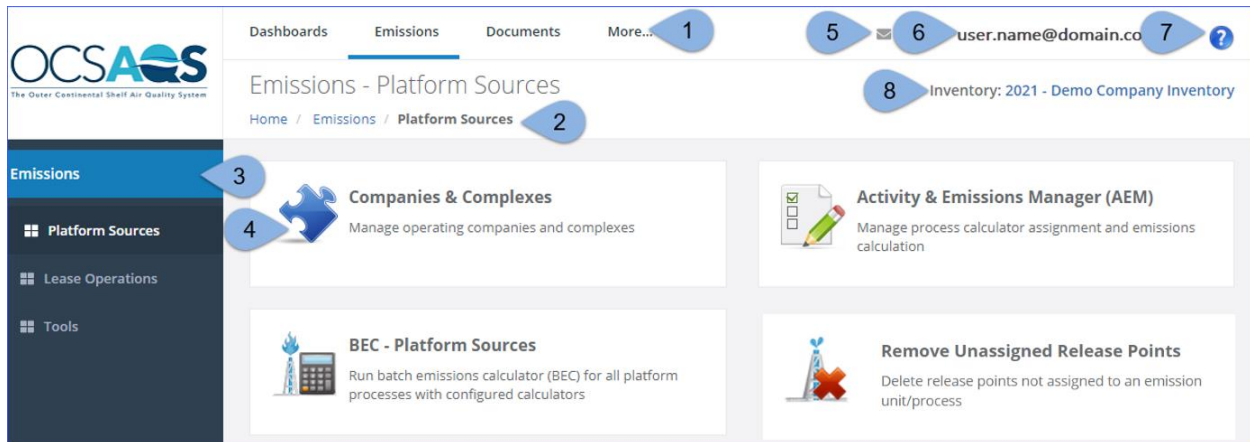 Dashboards Emissions Documents More... 1 5 6 user.name@domain.co 7 ?
OCSAQS
The Outer Continental Shelf Air Quality System
Emissions - Platform Sources
8 Inventory: 2021 - Demo Company Inventory
Home / Emissions / Platform Sources 2
Emissions 3
Platform Sources
Lease Operations
Tools
4 Companies & Complexes
Manage operating companies and complexes
Activity & Emissions Manager (AEM)
Manage process calculator assignment and emissions
calculation
BEC - Platform Sources
Run batch emissions calculator (BEC) for all platform
processes with configured calculators
Remove Unassigned Release Points
Delete release points not assigned to an emission
unit/process